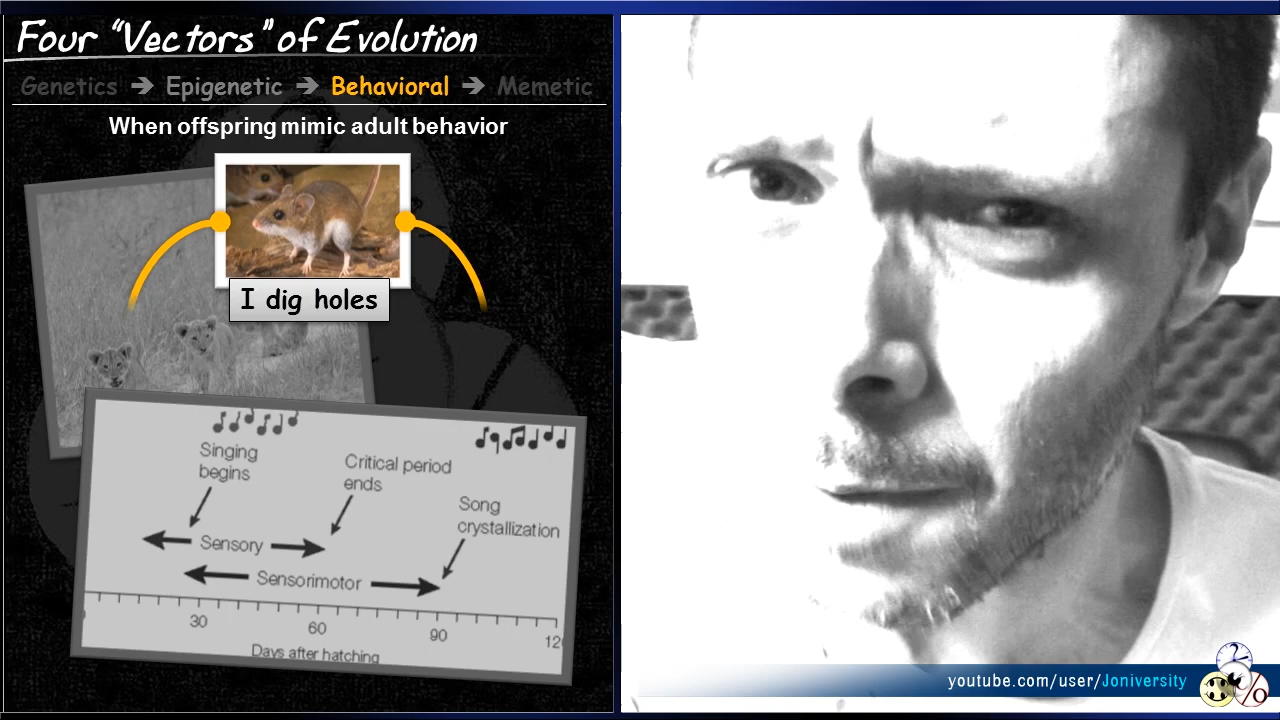 Four "Vectors" of Evolution
Genetics → Epigenetic → Behavioral → Memetic
When offspring mimic adult behavior
I dig holes
Singing begins
Critical period ends
Song crystallization
Sensory
Sensorimotor
30 60 90 12
Days after hatching
youtube.com/user/Joniversity
? %